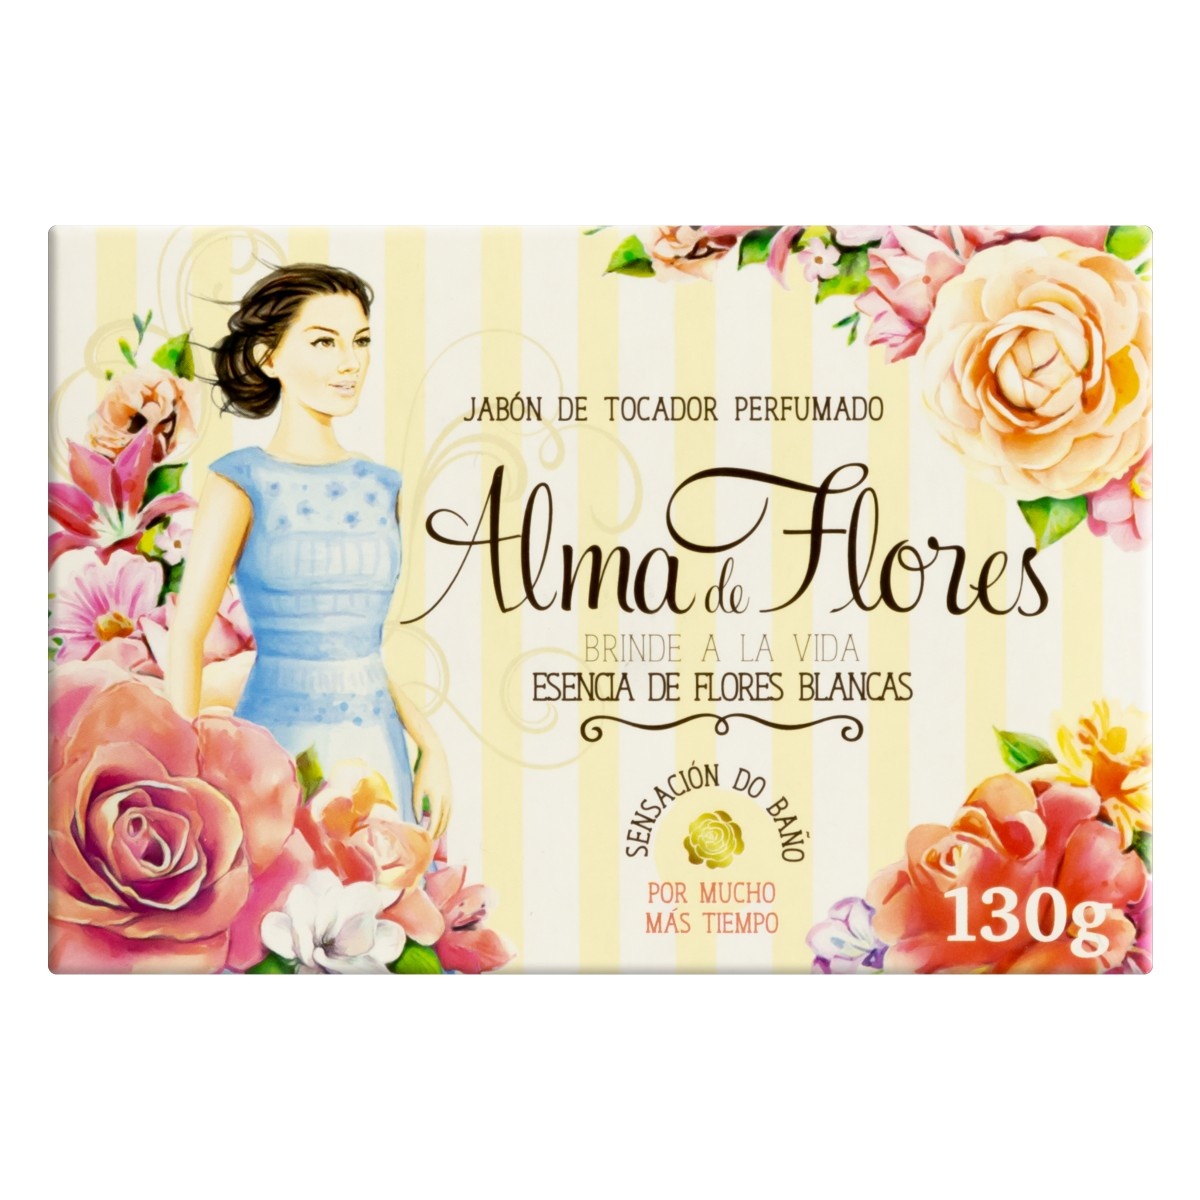 JABÓN DE TOCADOR PERFUMADO
Alma de Flores
BRINDE A LA VIDA
ESENCIA DE FLORES BLANCAS
SENSACIÓN DO BAÑO
POR MUCHO
MÁS TIEMPO
130g